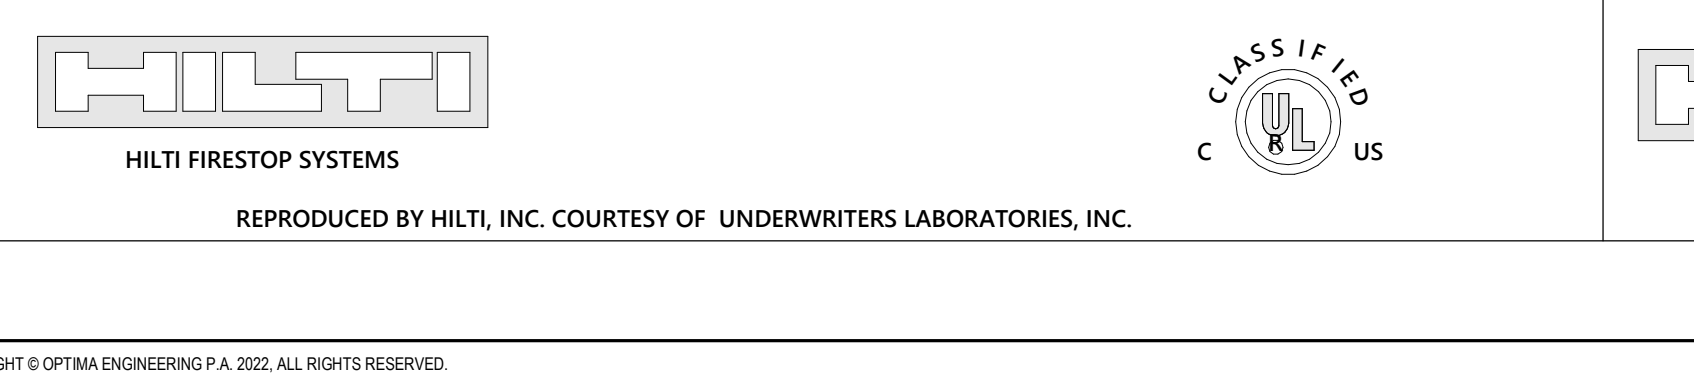 HILTI
HILTI FIRESTOP SYSTEMS
CLASSIFIED
UL
R
C US
REPRODUCED BY HILTI, INC. COURTESY OF UNDERWRITERS LABORATORIES, INC.
© OPTIMA ENGINEERING P.A. 2022, ALL RIGHTS RESERVED.